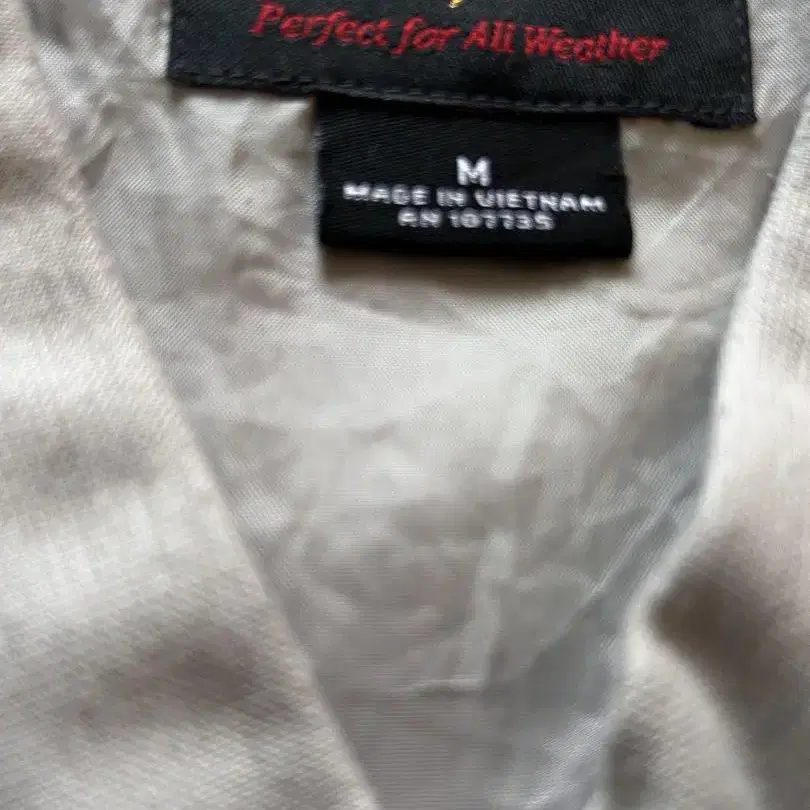 Perfect for All Weather
M
MADE IN VIETNAM
RN 107735